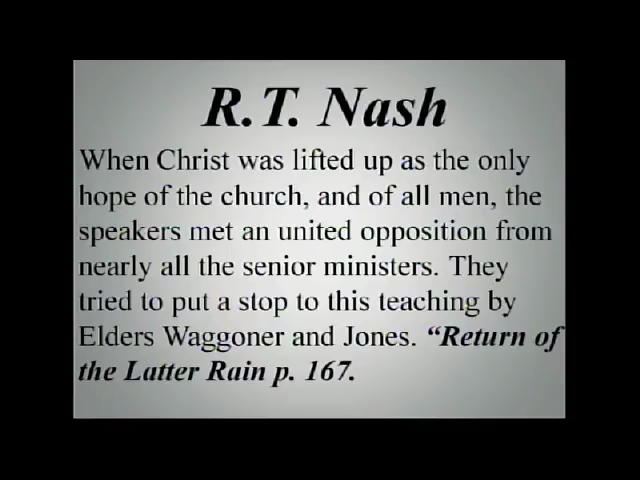 R.T. Nash
When Christ was lifted up as the only
hope of the church, and of all men, the
speakers met an united opposition from
nearly all the senior ministers. They
tried to put a stop to this teaching by
Elders Waggoner and Jones. “Return of
the Latter Rain p. 167.